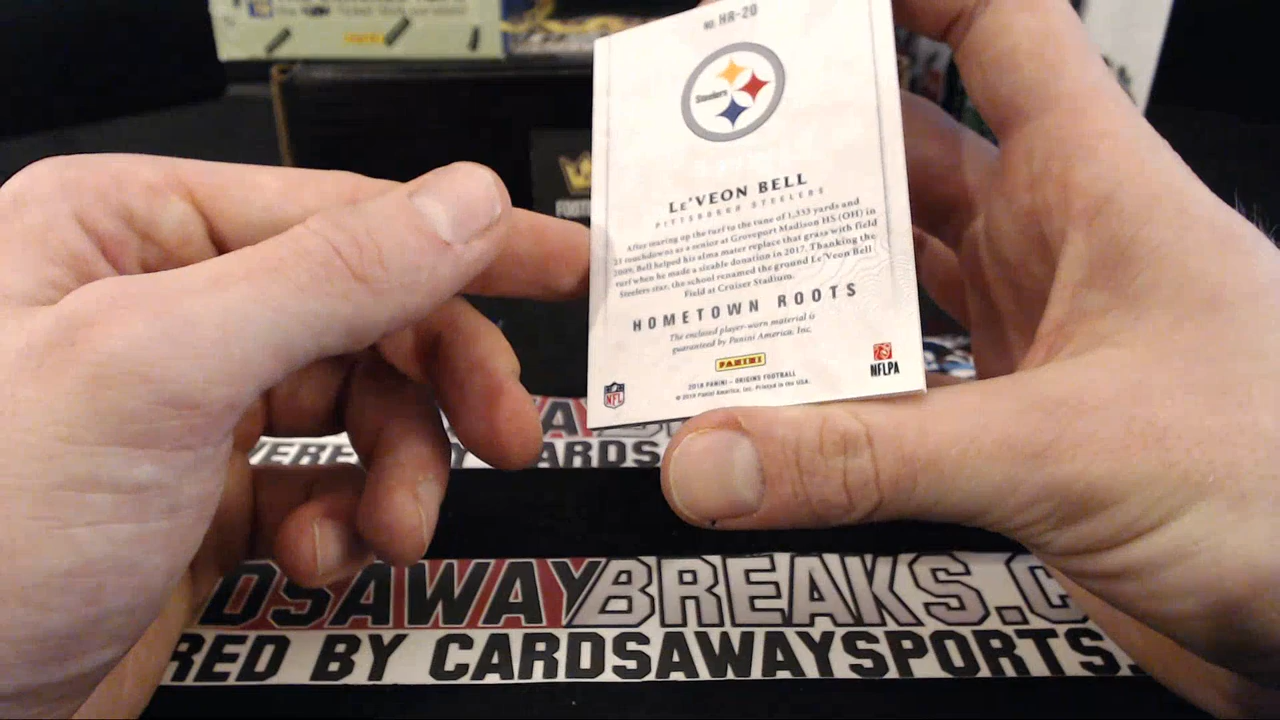 PANINI
NO. HR-20
Steelers
LE'VEON BELL
PITTSBURGH STEELERS
After tearing up the turf to the tune of 1,333 yards and
21 touchdowns as a senior at Groveport Madison HS (OH) in
2009, Bell helped his alma mater replace that grass with field
turf when he made a sizable donation in 2017. Thanking the
Steelers star, the school renamed the ground Le'Veon Bell
Field at Cruiser Stadium.
HOMETOWN ROOTS
The enclosed player-worn material is
guaranteed by Panini America, Inc.
PANINI
NFL
NFLPA
2018 PANINI – ORIGINS FOOTBALL
© 2018 Panini America, Inc. Printed in the USA.
ARDS
DSAWAYBREAKS.C
RED BY CARDSAWAYSPORTS.